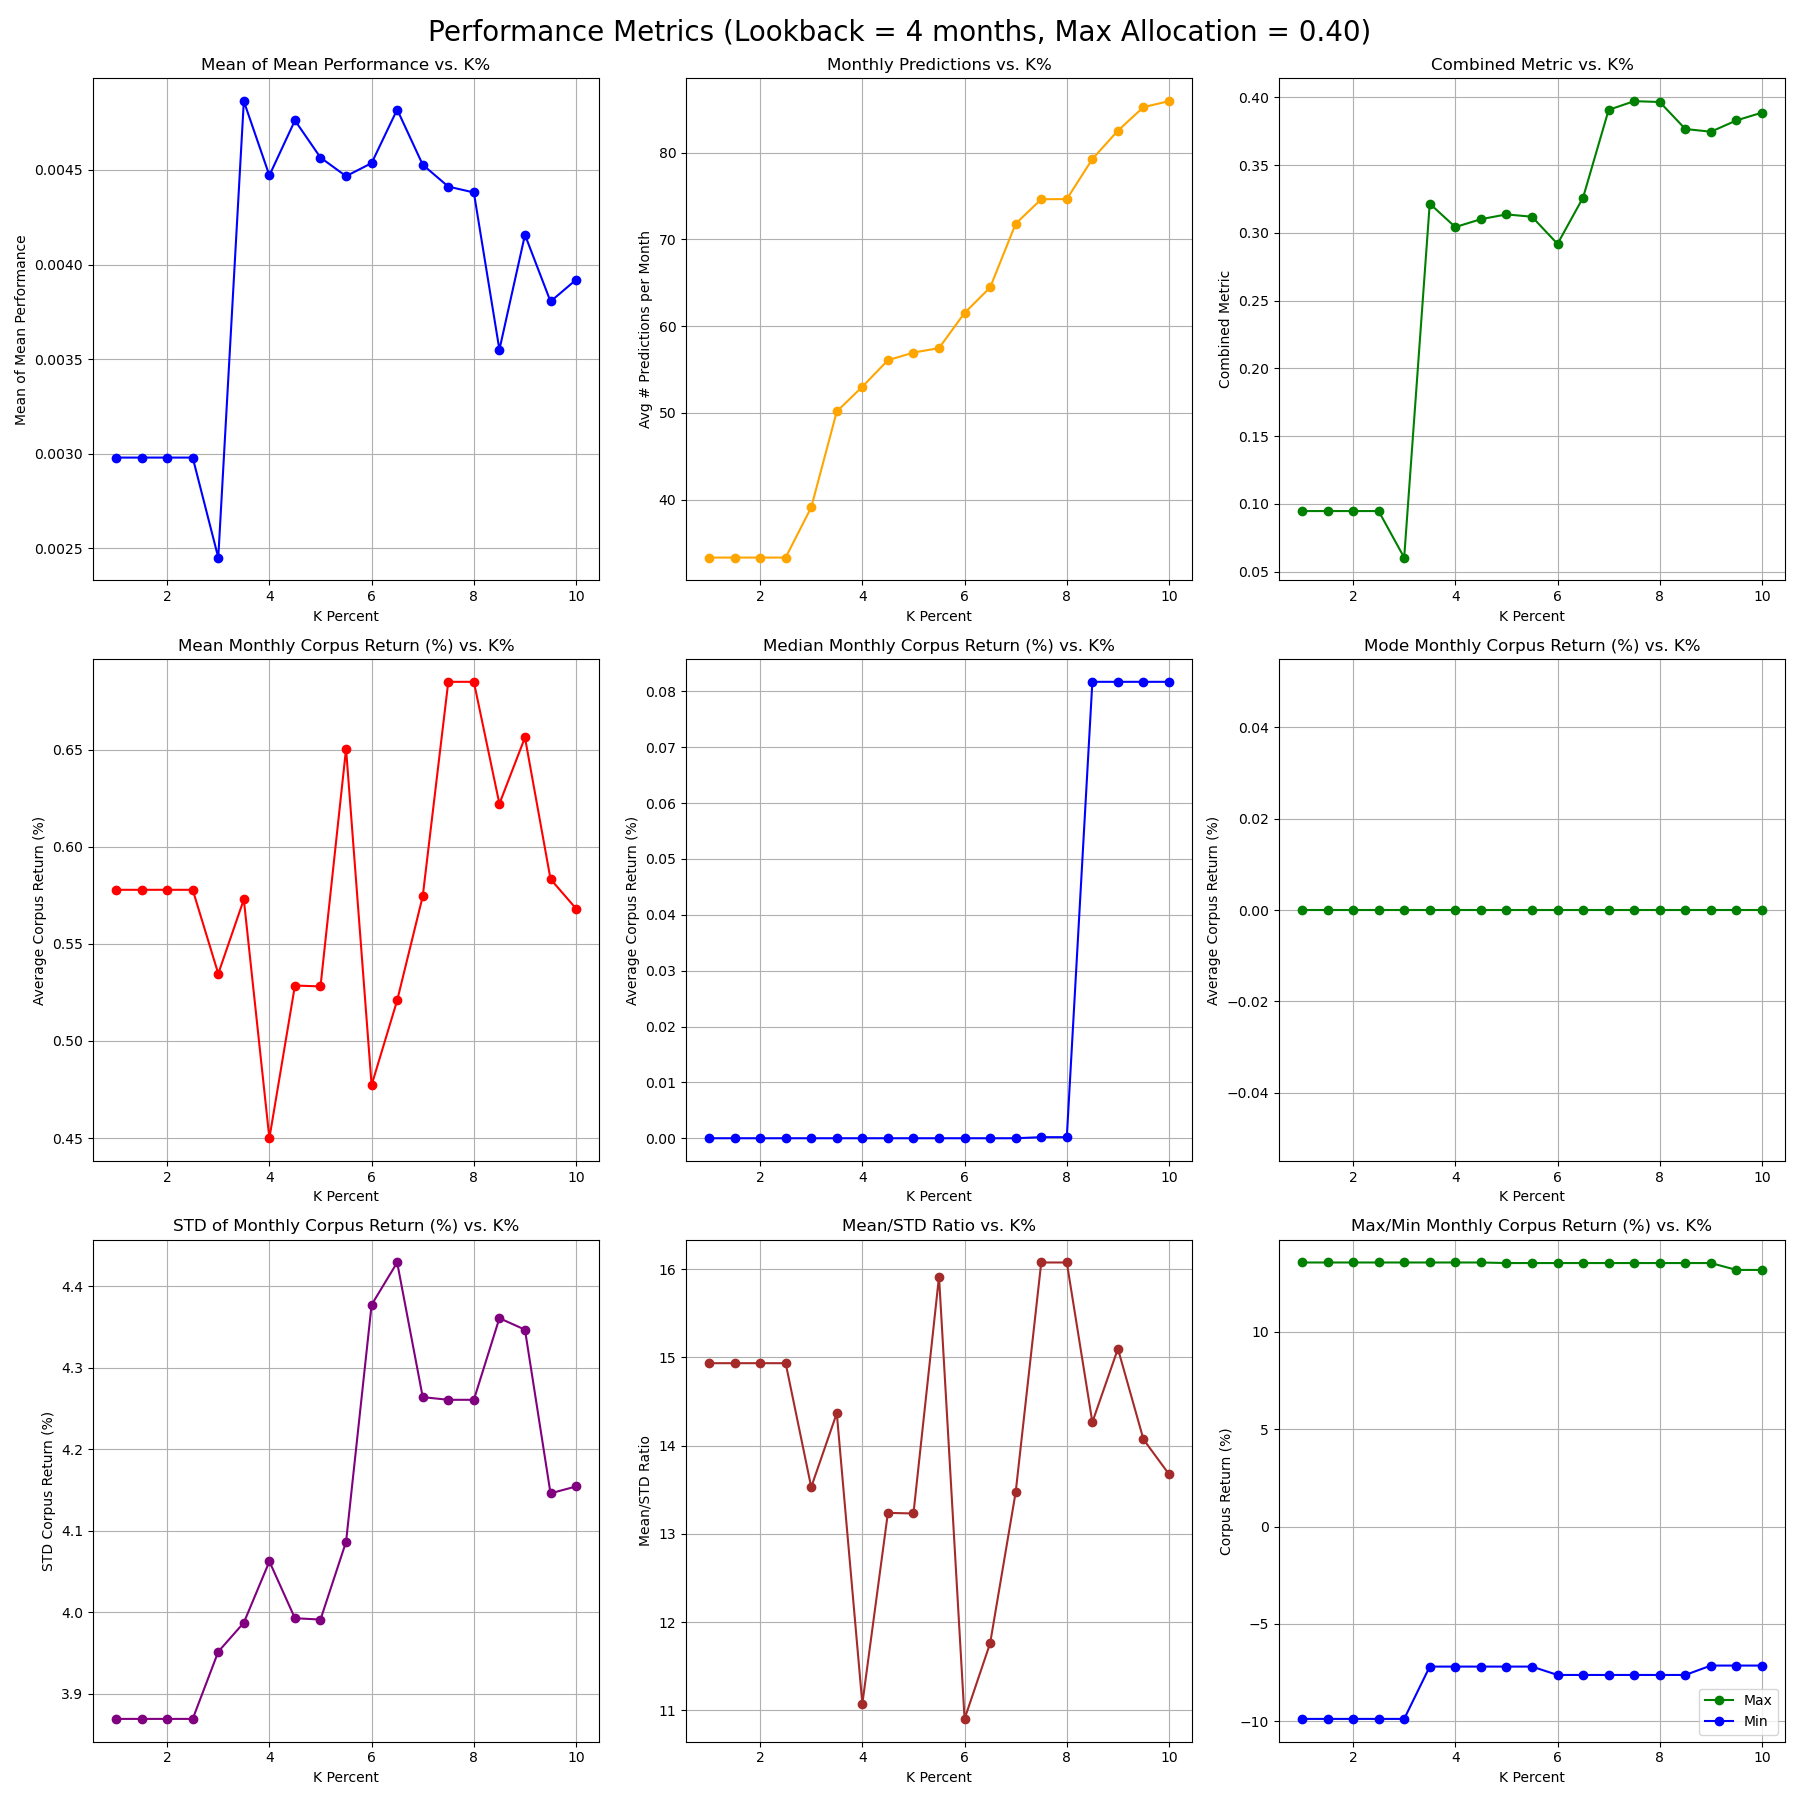 Performance Metrics (Lookback = 4 months, Max Allocation = 0.40)
Mean of Mean Performance vs. K%
Mean of Mean Performance
0.0045
0.0040
0.0035
0.0030
0.0025
2 4 6 8 10
K Percent
Monthly Predictions vs. K%
Avg # Predictions per Month
80
70
60
50
40
2 4 6 8 10
K Percent
Combined Metric vs. K%
Combined Metric
0.40
0.35
0.30
0.25
0.20
0.15
0.10
0.05
2 4 6 8 10
K Percent
Mean Monthly Corpus Return (%) vs. K%
Average Corpus Return (%)
0.65
0.60
0.55
0.50
0.45
2 4 6 8 10
K Percent
Median Monthly Corpus Return (%) vs. K%
Average Corpus Return (%)
0.08
0.07
0.06
0.05
0.04
0.03
0.02
0.01
0.00
2 4 6 8 10
K Percent
Mode Monthly Corpus Return (%) vs. K%
Average Corpus Return (%)
0.04
0.02
0.00
−0.02
−0.04
2 4 6 8 10
K Percent
STD of Monthly Corpus Return (%) vs. K%
STD Corpus Return (%)
4.4
4.3
4.2
4.1
4.0
3.9
2 4 6 8 10
K Percent
Mean/STD Ratio vs. K%
Mean/STD Ratio
16
15
14
13
12
11
2 4 6 8 10
K Percent
Max/Min Monthly Corpus Return (%) vs. K%
Corpus Return (%)
10
5
0
−5
−10
Max
Min
2 4 6 8 10
K Percent